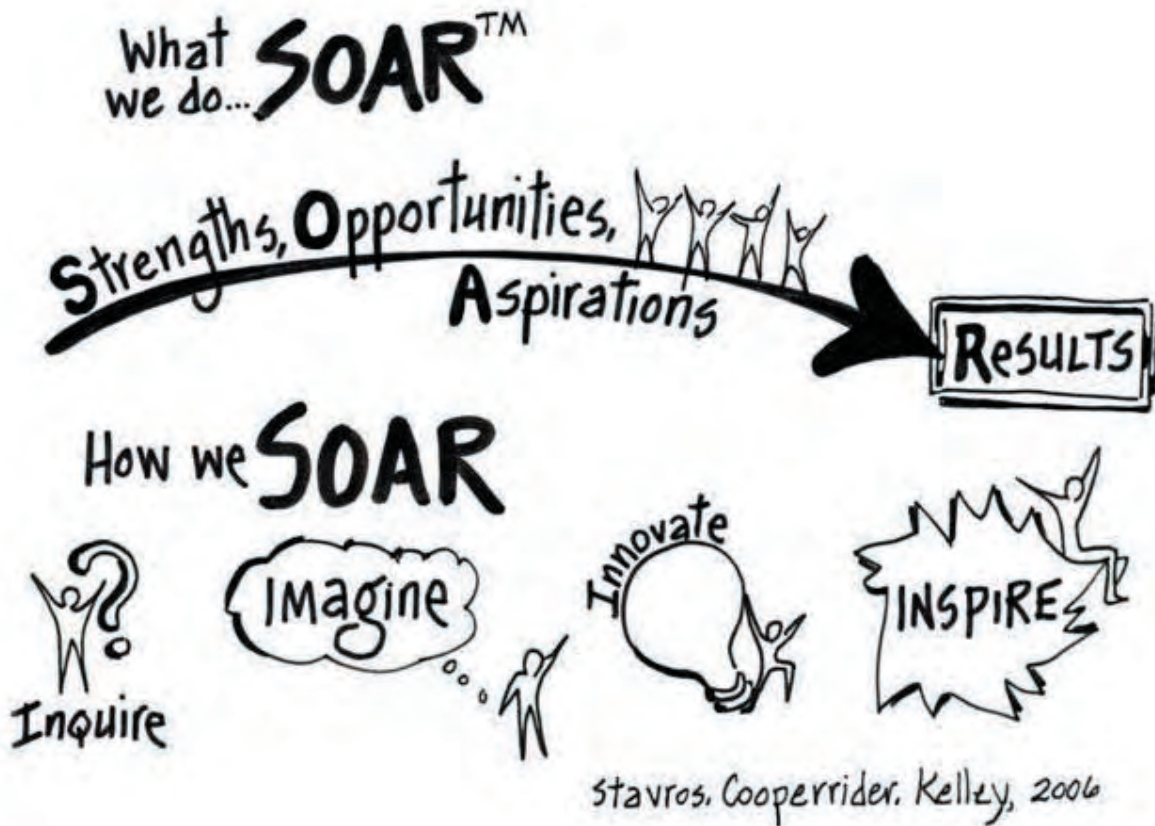 What
we do... SOAR™
Strengths, Opportunities,
Aspirations
Results
How we SOAR
?
Inquire
Imagine
Innovate
INSPIRE
Stavros. Cooperrider. Kelley, 2006